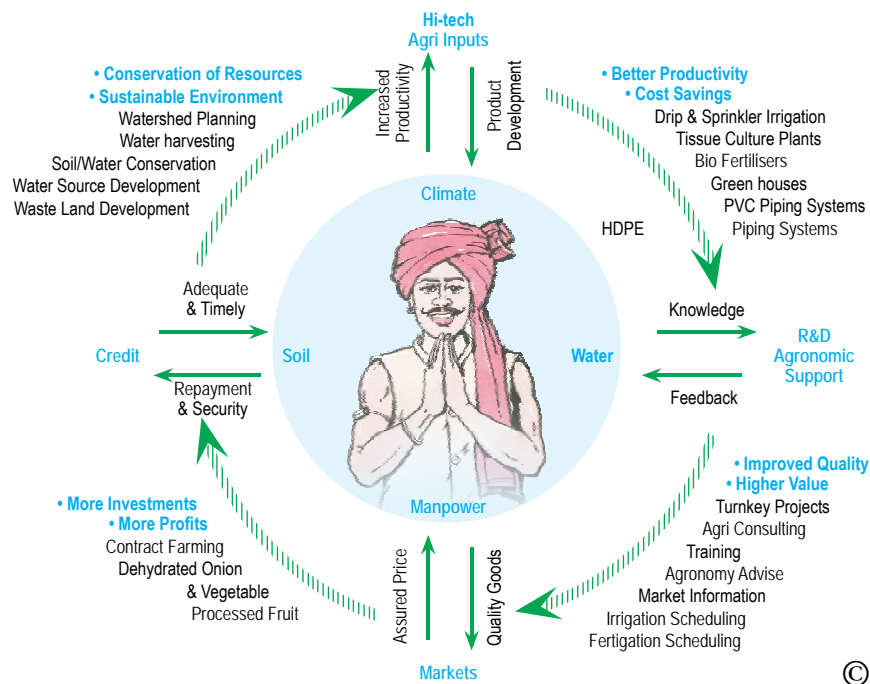 Hi-tech
Agri Inputs
• Conservation of Resources
• Sustainable Environment
Watershed Planning
Water harvesting
Soil/Water Conservation
Water Source Development
Waste Land Development
Increased
Productivity
Product
Development
• Better Productivity
• Cost Savings
Drip & Sprinkler Irrigation
Tissue Culture Plants
Bio Fertilisers
Green houses
PVC Piping Systems
HDPE
Piping Systems
Climate
Adequate
& Timely
Credit
Soil
Repayment
& Security
Water
Knowledge
R&D
Agronomic
Support
Feedback
Manpower
• More Investments
• More Profits
Contract Farming
Dehydrated Onion
& Vegetable
Processed Fruit
Assured Price
Quality Goods
• Improved Quality
• Higher Value
Turnkey Projects
Agri Consulting
Training
Agronomy Advise
Market Information
Irrigation Scheduling
Fertigation Scheduling
Markets
©